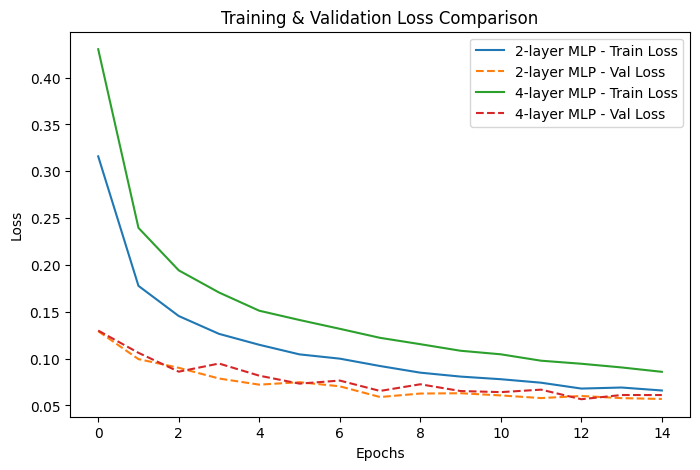 Training & Validation Loss Comparison
2-layer MLP - Train Loss
2-layer MLP - Val Loss
4-layer MLP - Train Loss
4-layer MLP - Val Loss
Loss
0.40
0.35
0.30
0.25
0.20
0.15
0.10
0.05
0 2 4 6 8 10 12 14
Epochs